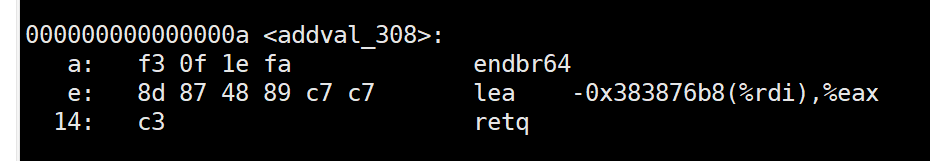 000000000000000a <addval_308>:
a: f3 0f 1e fa endbr64
e: 8d 87 48 89 c7 c7 lea -0x383876b8(%rdi),%eax
14: c3 retq